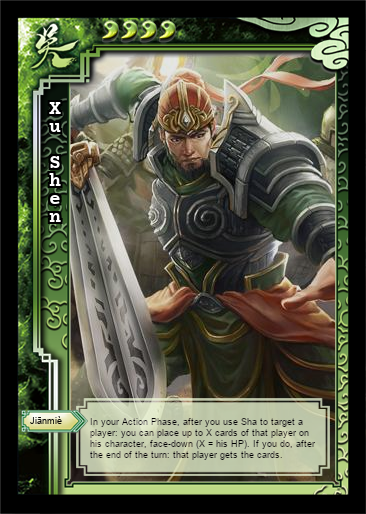 吴
Xu Shen
Jiānmiè
In your Action Phase, after you use Sha to target a
player: you can place up to X cards of that player on
his character, face-down (X = his HP). If you do, after
the end of the turn: that player gets the cards.